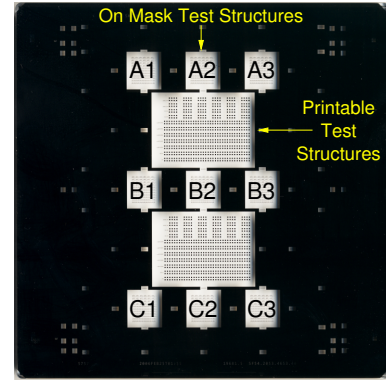 On Mask Test Structures
A1 A2 A3
Printable
Test
Structures
B1 B2 B3
C1 C2 C3